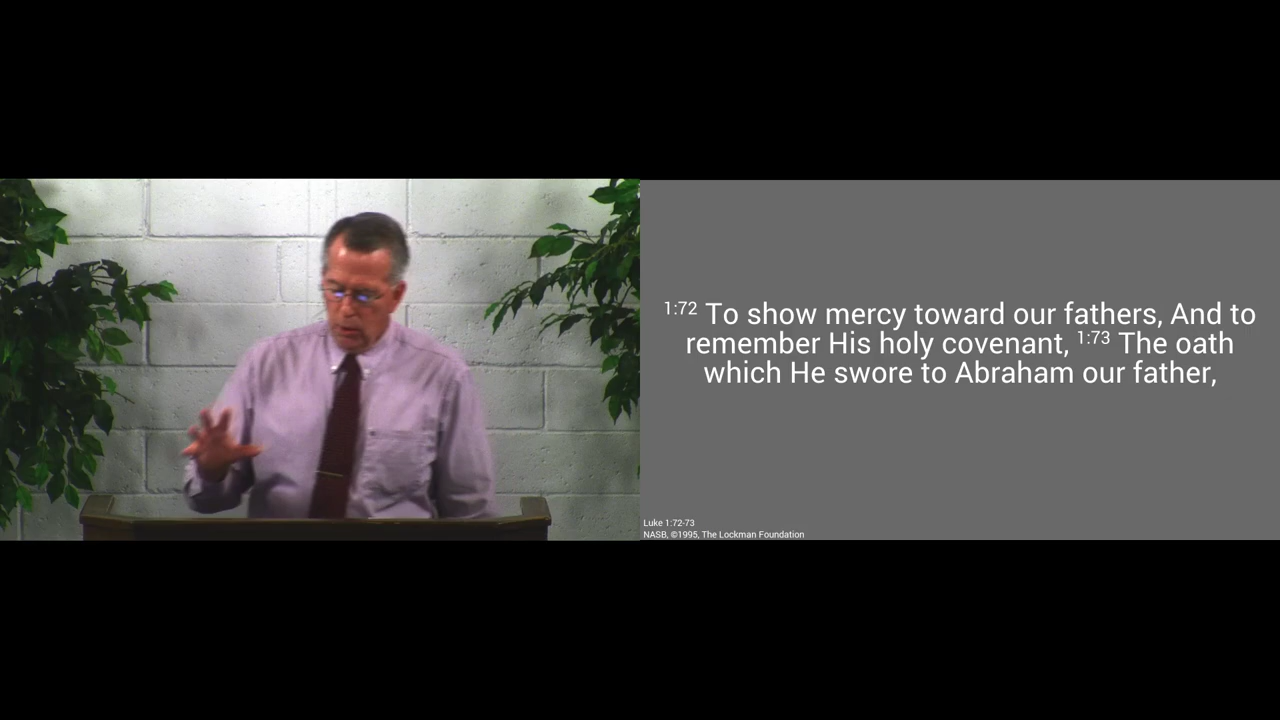 1:72 To show mercy toward our fathers, And to
remember His holy covenant, 1:73 The oath
which He swore to Abraham our father,
Luke 1:72-73
NASB, ©1995, The Lockman Foundation